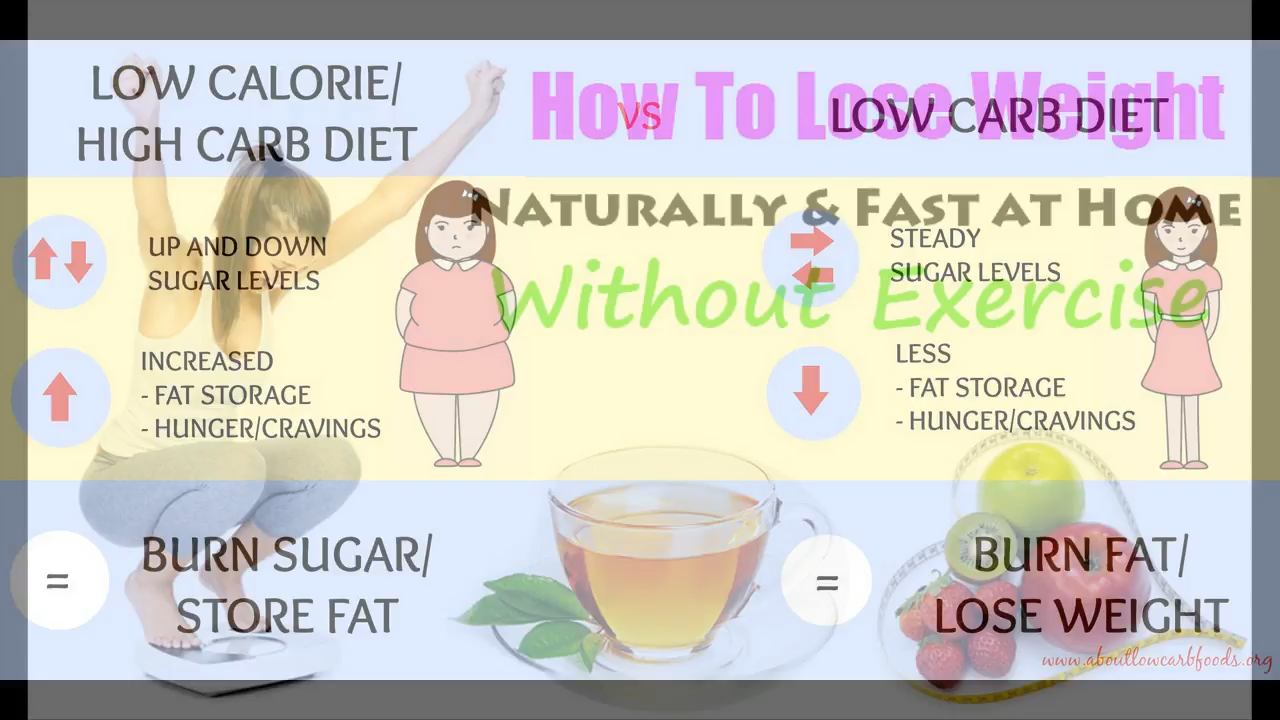 LOW CALORIE/
HIGH CARB DIET
VS
LOW CARB DIET
How To Lose Weight
NATURALLY & FAST AT HOME
Without Exercise
UP AND DOWN
SUGAR LEVELS
STEADY
SUGAR LEVELS
INCREASED
- FAT STORAGE
- HUNGER/CRAVINGS
LESS
- FAT STORAGE
- HUNGER/CRAVINGS
=
BURN SUGAR/
STORE FAT
=
BURN FAT/
LOSE WEIGHT
www.aboutlowcarbfoods.org